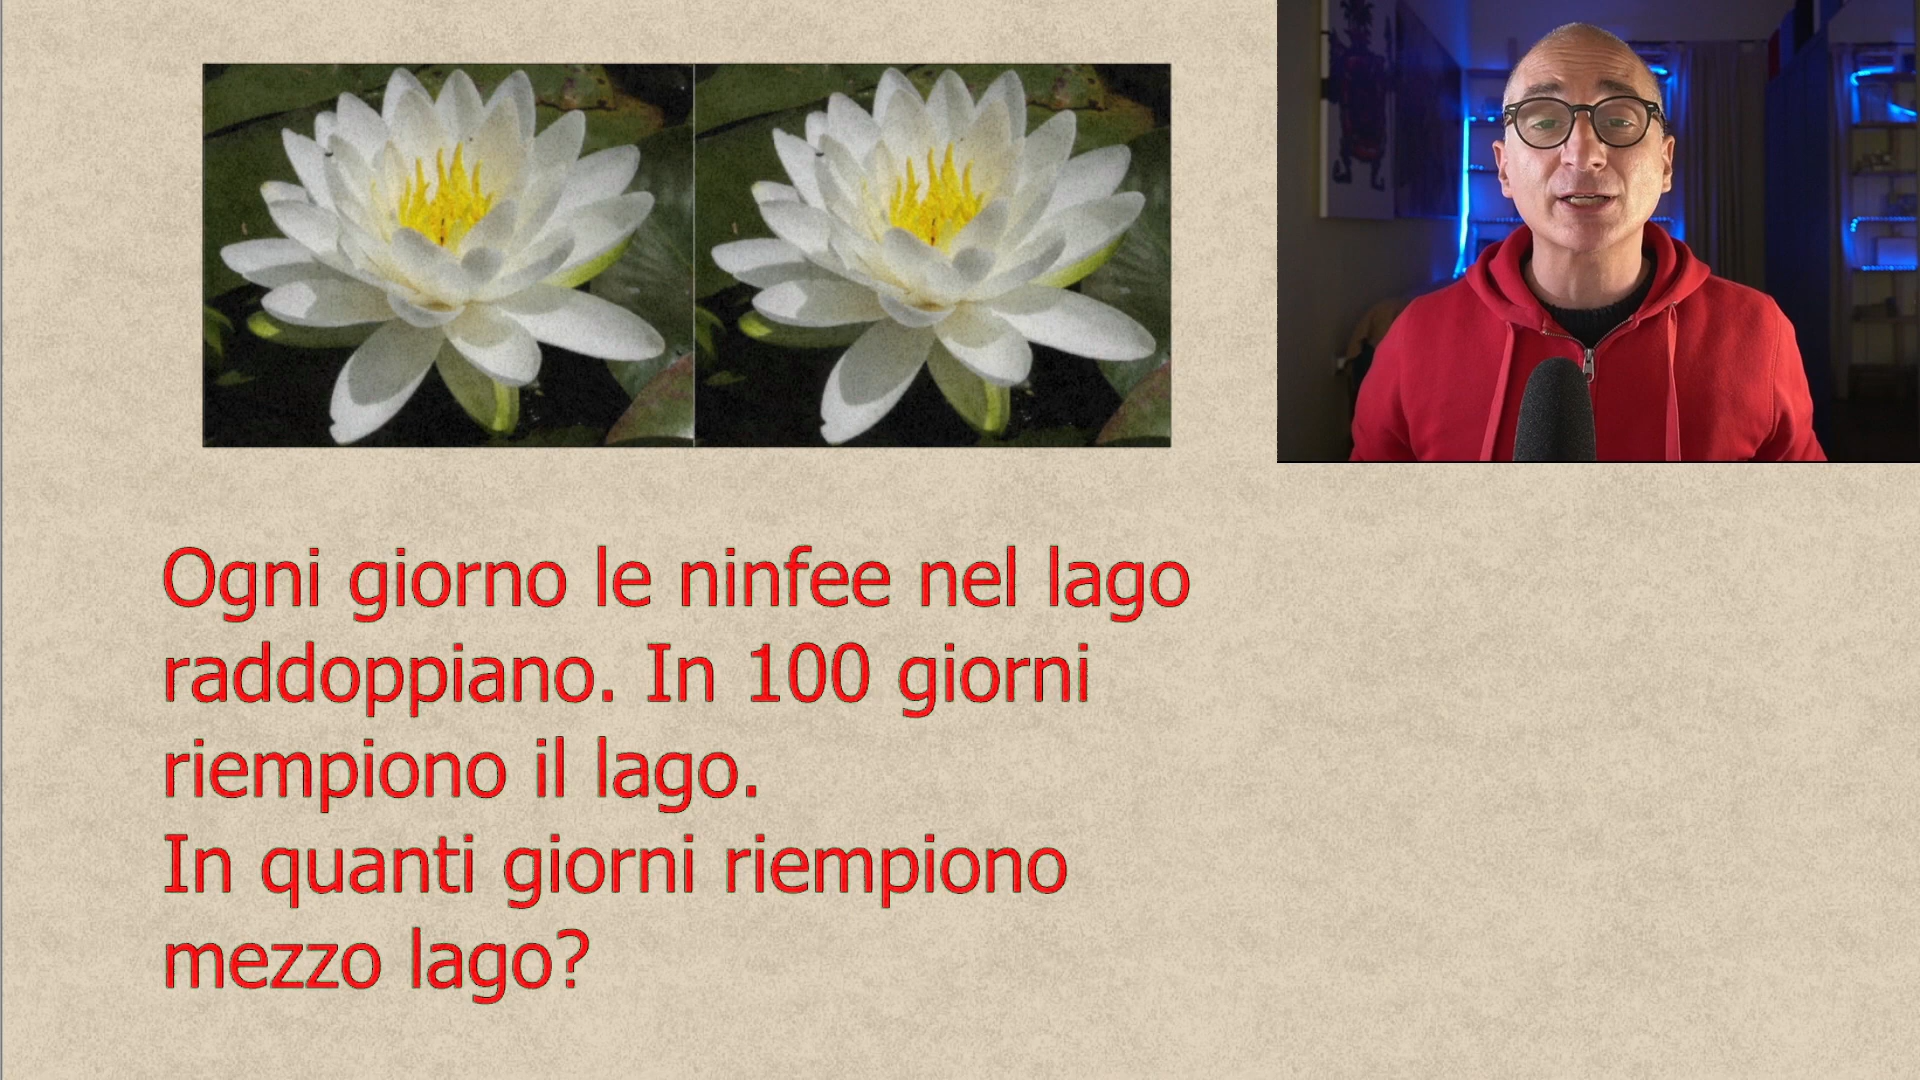 Ogni giorno le ninfee nel lago
raddoppiano. In 100 giorni
riempiono il lago.
In quanti giorni riempiono
mezzo lago?